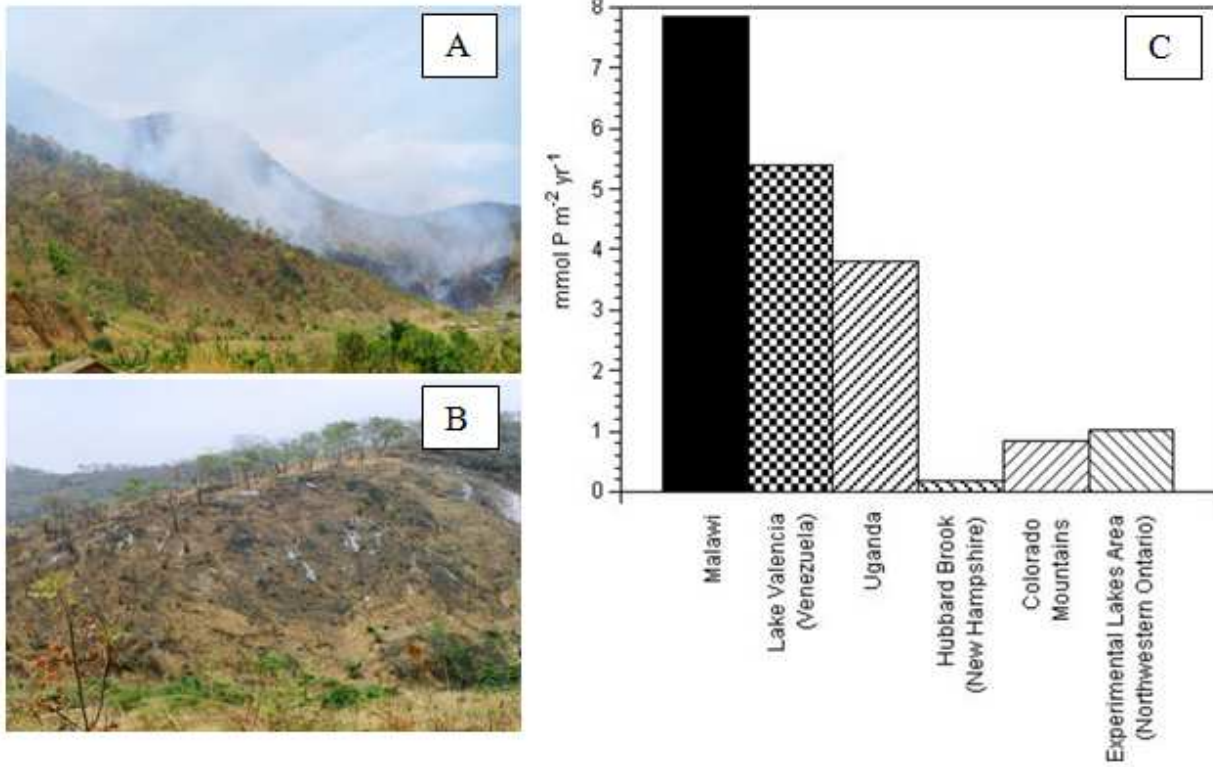 A
B
C
mmol P m-2 yr-1
8
7
6
5
4
3
2
1
0
Malawi
Lake Valencia
(Venezuela)
Uganda
Hubbard Brook
(New Hampshire)
Colorado
Mountains
Experimental Lakes Area
(Northwestern Ontario)